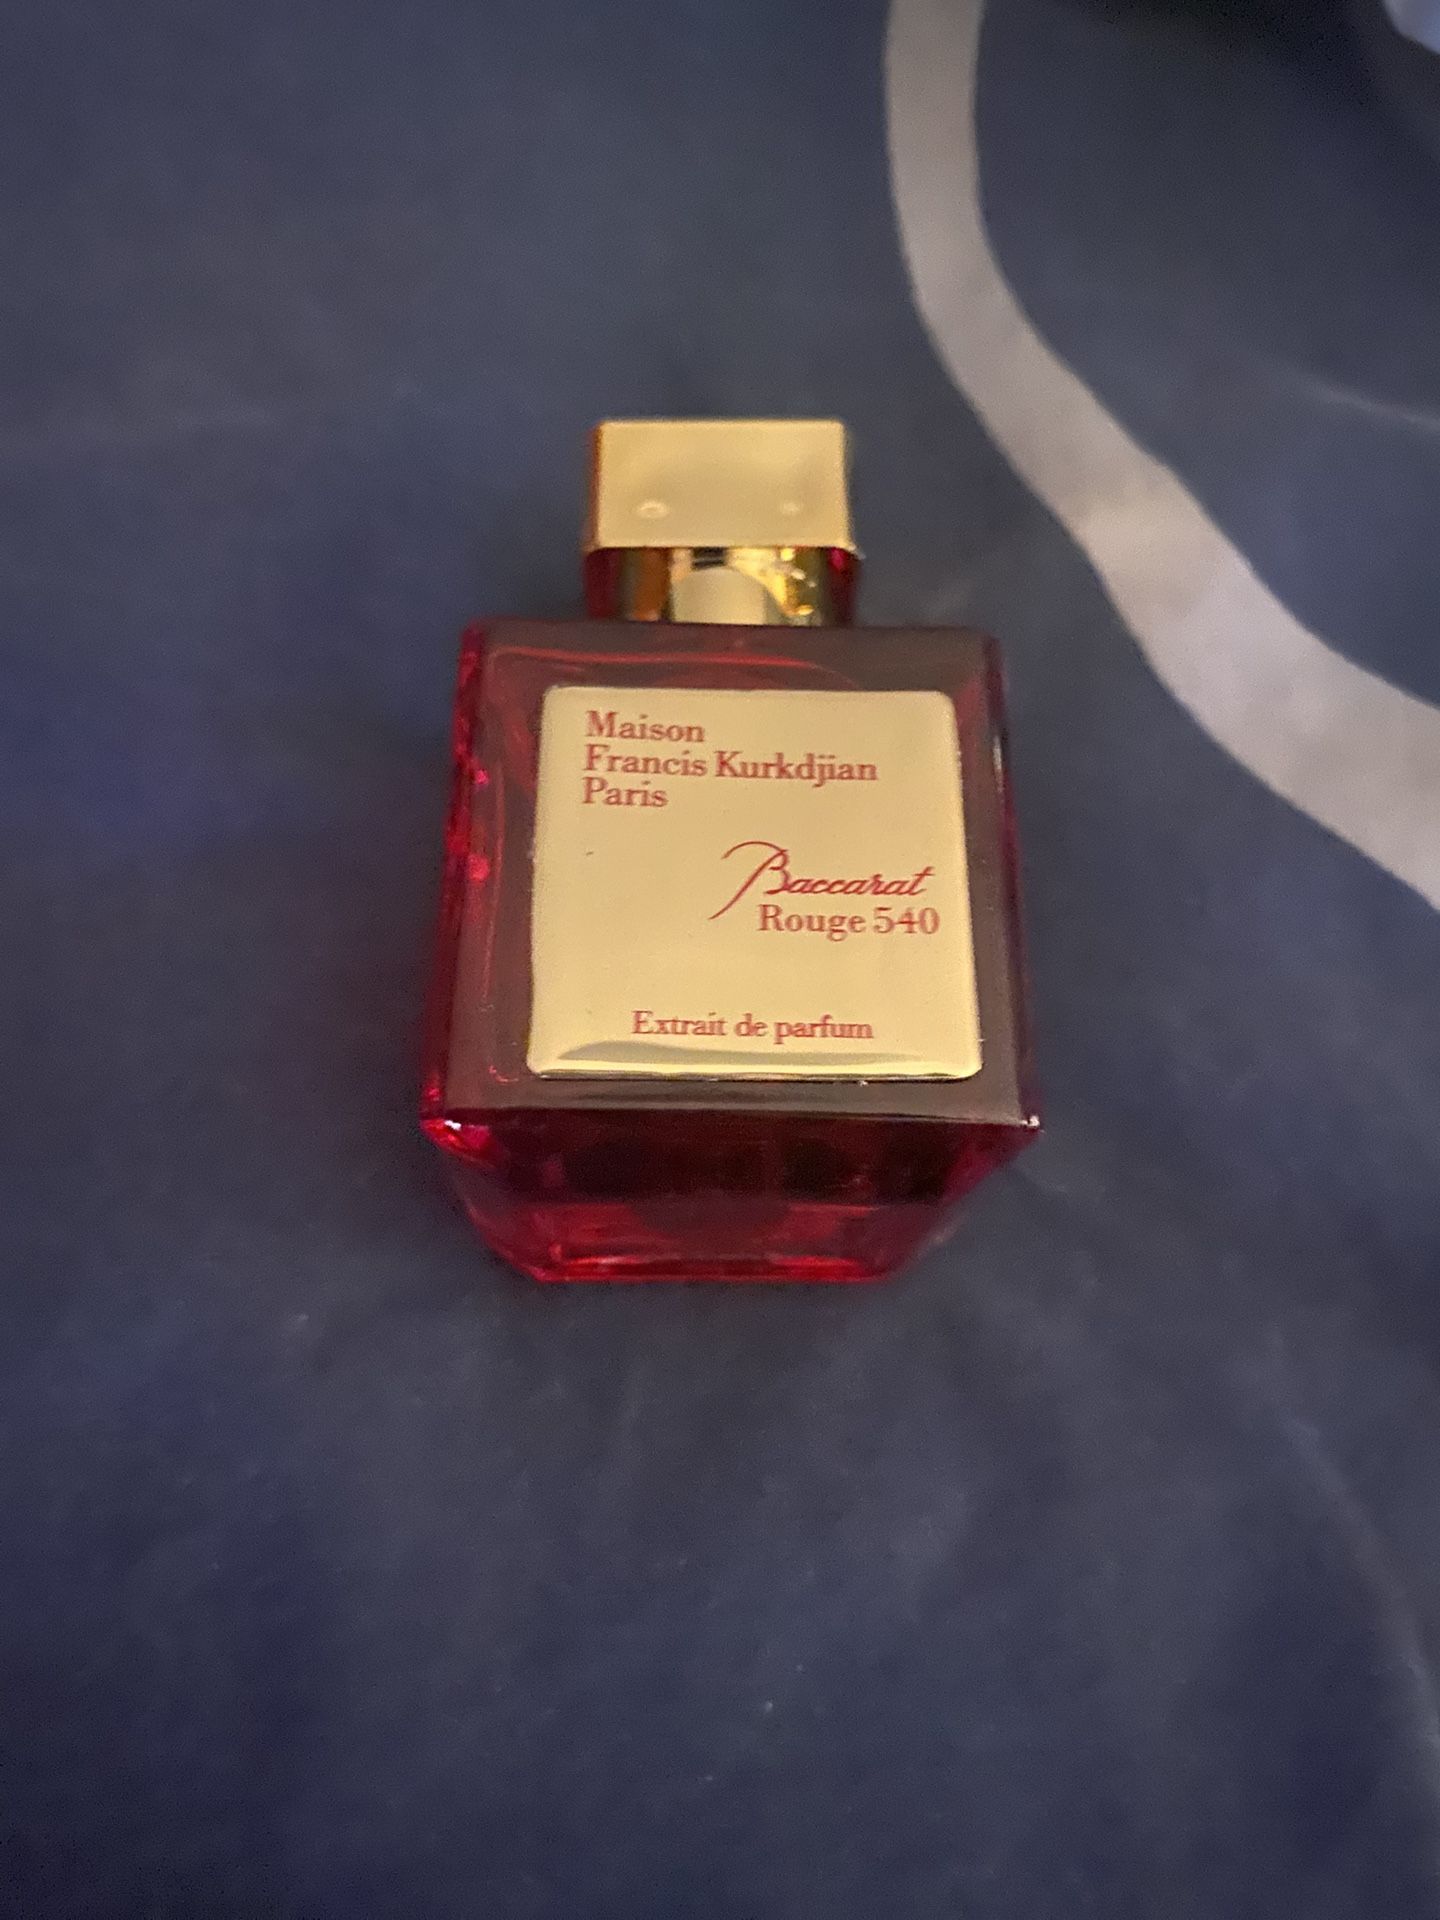 Maison
Francis Kurkdjian
Paris
Baccarat
Rouge 540
Extrait de parfum